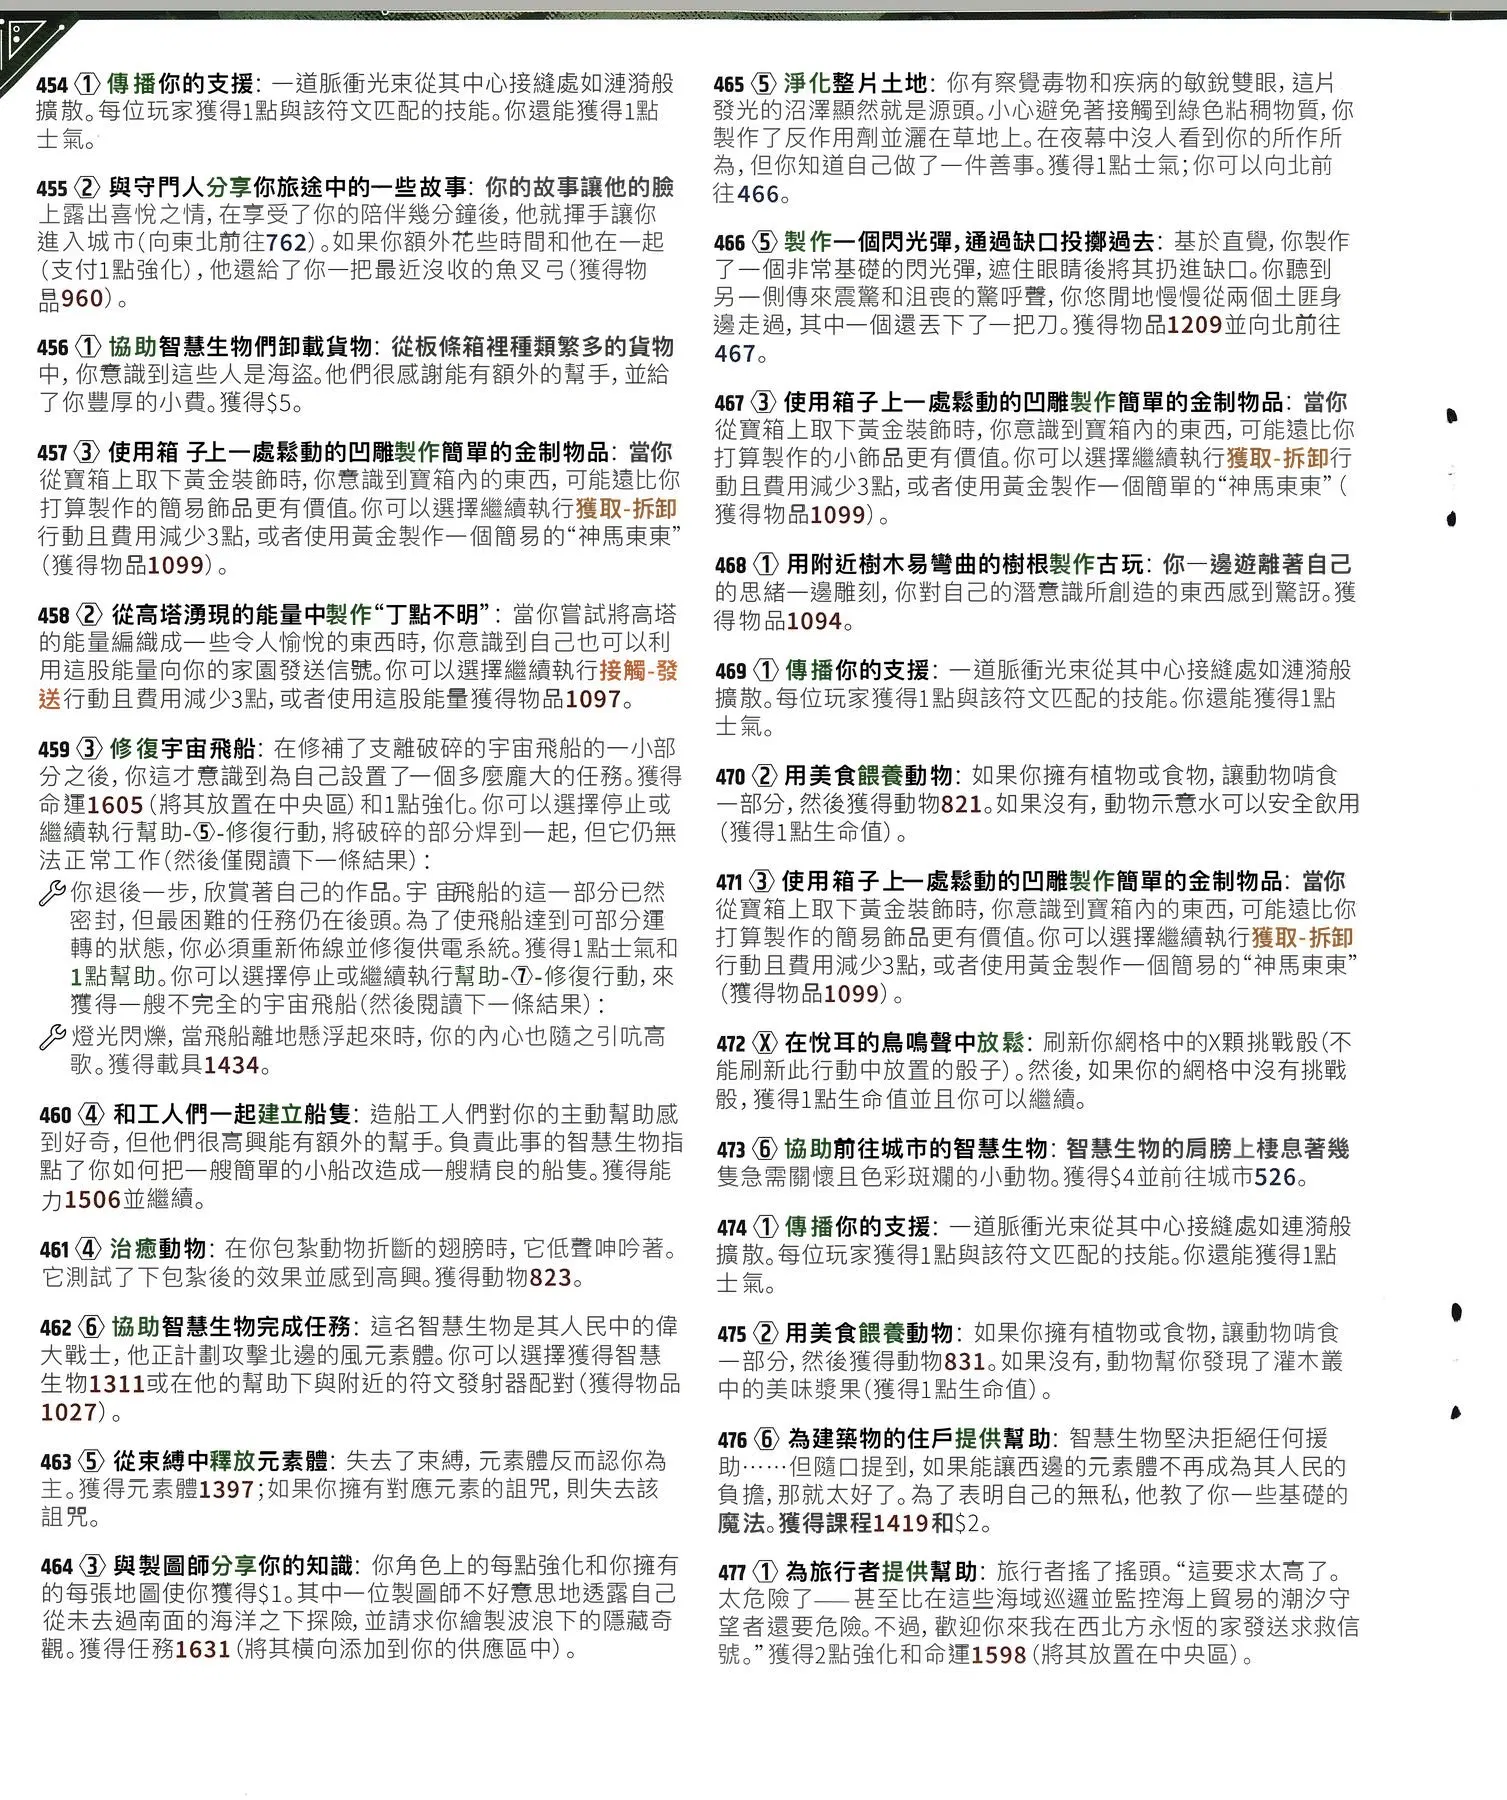 454 ① 傳播你的支援：一道脈衝光束從其中心接縫處如漣漪般
擴散。每位玩家獲得1點與該符文匹配的技能。你還能獲得1點
士氣。
455 ② 與守門人分享你旅途中的一些故事：你的故事讓他的臉
上露出喜悅之情，在享受了你的陪伴幾分鐘後，他就揮手讓你
進入城市（向東北前往762）。如果你額外花些時間和他在一起
（支付1點強化），他還給了你一把最近沒收的魚叉弓（獲得物
品960）。
456 ① 協助智慧生物們卸載貨物：從板條箱裡種類繁多的貨物
中，你意識到這些人是海盜。他們很感謝能有額外的幫手，並給
了你豐厚的小費。獲得$5。
457 ③ 使用箱子上一處鬆動的凹雕製作簡單的金制物品：當你
從寶箱上取下黃金裝飾時，你意識到寶箱內的東西，可能遠比你
打算製作的簡易飾品更有價值。你可以選擇繼續執行獲取-拆卸
行動且費用減少3點，或者使用黃金製作一個簡易的“神馬東東”
（獲得物品1099）。
458 ② 從高塔湧現的能量中製作“丁點不明”：當你嘗試將高塔
的能量編織成一些令人愉悅的東西時，你意識到自己也可以利
用這股能量向你的家園發送信號。你可以選擇繼續執行接觸-發
送行動且費用減少3點，或者使用這股能量獲得物品1097。
459 ③ 修復宇宙飛船：在修補了支離破碎的宇宙飛船的一小部
分之後，你這才意識到為自己設置了一個多麼龐大的任務。獲得
命運1605（將其放置在中央區）和1點強化。你可以選擇停止或
繼續執行幫助-⑤-修復行動，將破碎的部分焊到一起，但它仍無
法正常工作（然後僅閱讀下一條結果）：
你退後一步，欣賞著自己的作品。宇宙飛船的這一部分已然
密封，但最困難的任務仍在後頭。為了使飛船達到可部分運
轉的狀態，你必須重新佈線並修復供電系統。獲得1點士氣和
1點幫助。你可以選擇停止或繼續執行幫助-⑦-修復行動，來
獲得一艘不完全的宇宙飛船（然後閱讀下一條結果）：
燈光閃爍，當飛船離地懸浮起來時，你的內心也隨之引吭高
歌。獲得載具1434。
460 ④ 和工人們一起建立船隻：造船工人們對你的主動幫助感
到好奇，但他們很高興能有額外的幫手。負責此事的智慧生物指
點了你如何把一艘簡單的小船改造成一艘精良的船隻。獲得能
力1506並繼續。
461 ④ 治癒動物：在你包紮動物折斷的翅膀時，它低聲呻吟著。
它測試了下包紮後的效果並感到高興。獲得動物823。
462 ⑥ 協助智慧生物完成任務：這名智慧生物是其人民中的偉
大戰士，他正計劃攻擊北邊的風元素體。你可以選擇獲得智慧
生物1311或在他的幫助下與附近的符文發射器配對（獲得物品
1027）。
463 ⑤ 從束縛中釋放元素體：失去了束縛，元素體反而認你為
主。獲得元素體1397；如果你擁有對應元素的詛咒，則失去該
詛咒。
464 ③ 與製圖師分享你的知識：你角色上的每點強化和你擁有
的每張地圖使你獲得$1。其中一位製圖師不好意思地透露自己
從未去過南面的海洋之下探險，並請求你繪製波浪下的隱藏奇
觀。獲得任務1631（將其橫向添加到你的供應區中）。
465 ⑤ 淨化整片土地：你有察覺毒物和疾病的敏銳雙眼，這片
發光的沼澤顯然就是源頭。小心避免著接觸到綠色粘稠物質，你
製作了反作用劑並灑在草地上。在夜幕中沒人看到你的所作所
為，但你知道自己做了一件善事。獲得1點士氣；你可以向北前
往466。
466 ⑤ 製作一個閃光彈，通過缺口投擲過去：基於直覺，你製作
了一個非常基礎的閃光彈，遮住眼睛後將其扔進缺口。你聽到
另一側傳來震驚和沮喪的驚呼聲，你悠閒地慢慢從兩個土匪身
邊走過，其中一個還丟下了一把刀。獲得物品1209並向北前往
467。
467 ③ 使用箱子上一處鬆動的凹雕製作簡單的金制物品：當你
從寶箱上取下黃金裝飾時，你意識到寶箱內的東西，可能遠比你
打算製作的小飾品更有價值。你可以選擇繼續執行獲取-拆卸行
動且費用減少3點，或者使用黃金製作一個簡單的“神馬東東”（
獲得物品1099）。
468 ① 用附近樹木易彎曲的樹根製作古玩：你一邊遊離著自己
的思緒一邊雕刻，你對自己的潛意識所創造的東西感到驚訝。獲
得物品1094。
469 ① 傳播你的支援：一道脈衝光束從其中心接縫處如漣漪般
擴散。每位玩家獲得1點與該符文匹配的技能。你還能獲得1點
士氣。
470 ② 用美食餵養動物：如果你擁有植物或食物，讓動物啃食
一部分，然後獲得動物821。如果沒有，動物示意水可以安全飲用
（獲得1點生命值）。
471 ③ 使用箱子上一處鬆動的凹雕製作簡單的金制物品：當你
從寶箱上取下黃金裝飾時，你意識到寶箱內的東西，可能遠比你
打算製作的簡易飾品更有價值。你可以選擇繼續執行獲取-拆卸
行動且費用減少3點，或者使用黃金製作一個簡易的“神馬東東”
（獲得物品1099）。
472 Ⓧ 在悅耳的鳥鳴聲中放鬆：刷新你網格中的X顆挑戰骰（不
能刷新此行動中放置的骰子）。然後，如果你的網格中沒有挑戰
骰，獲得1點生命值並且你可以繼續。
473 ⑥ 協助前往城市的智慧生物：智慧生物的肩膀上棲息著幾
隻急需關懷且色彩斑斕的小動物。獲得$4並前往城市526。
474 ① 傳播你的支援：一道脈衝光束從其中心接縫處如連漪般
擴散。每位玩家獲得1點與該符文匹配的技能。你還能獲得1點
士氣。
475 ② 用美食餵養動物：如果你擁有植物或食物，讓動物啃食
一部分，然後獲得動物831。如果沒有，動物幫你發現了灌木叢
中的美味漿果（獲得1點生命值）。
476 ⑥ 為建築物的住戶提供幫助：智慧生物堅決拒絕任何援
助……但隨口提到，如果能讓西邊的元素體不再成為其人民的
負擔，那就太好了。為了表明自己的無私，他教了你一些基礎的
魔法。獲得課程1419和$2。
477 ① 為旅行者提供幫助：旅行者搖了搖頭。“這要求太高了。
太危險了——甚至比在這些海域巡邏並監控海上貿易的潮汐守
望者還要危險。不過，歡迎你來我在西北方永恆的家發送求救信
號。”獲得2點強化和命運1598（將其放置在中央區）。